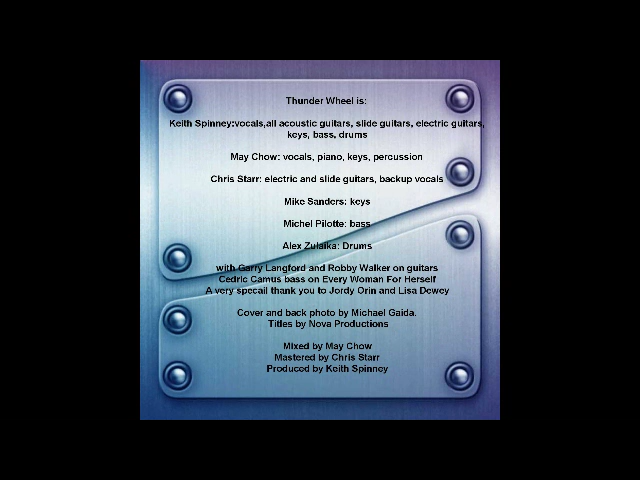 Thunder Wheel is:
Keith Spinney:vocals,all acoustic guitars, slide guitars, electric guitars,
keys, bass, drums
May Chow: vocals, piano, keys, percussion
Chris Starr: electric and slide guitars, backup vocals
Mike Sanders: keys
Michel Pilotte: bass
Alex Zulaika: Drums
with Garry Langford and Robby Walker on guitars
Cedric Camus bass on Every Woman For Herself
A very specail thank you to Jordy Orin and Lisa Dewey
Cover and back photo by Michael Gaida.
Titles by Nova Productions
Mixed by May Chow
Mastered by Chris Starr
Produced by Keith Spinney